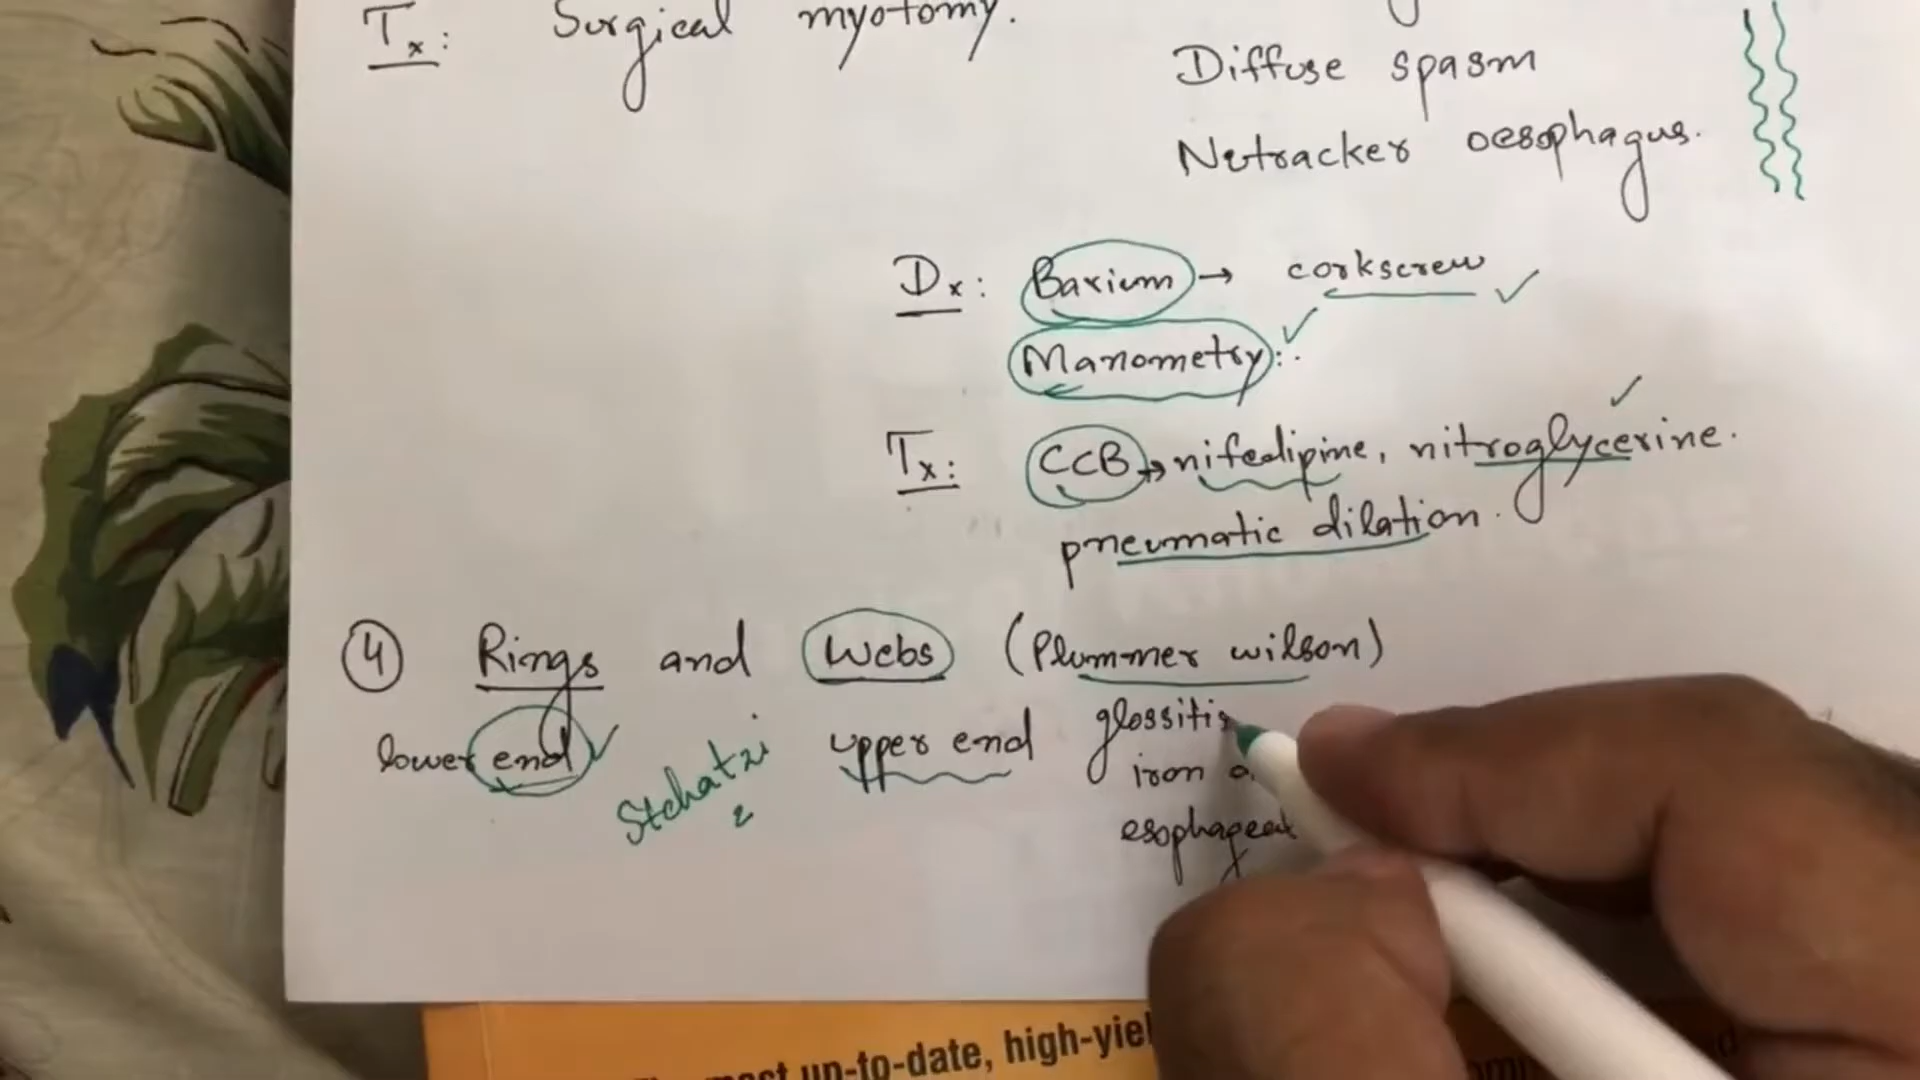 Tx: Surgical myotomy.
Diffuse spasm
Nutracker oesophagus.
Dx: Barium → corkscrew
Manometry:
Tx: CCB → nifedipine, nitroglycerine.
pneumatic dilation.
④ Rings and Webs (Plummer wilson)
lower end Stchatzi upper end glossitis
iron
esophageal
most up-to-date, high-yiel